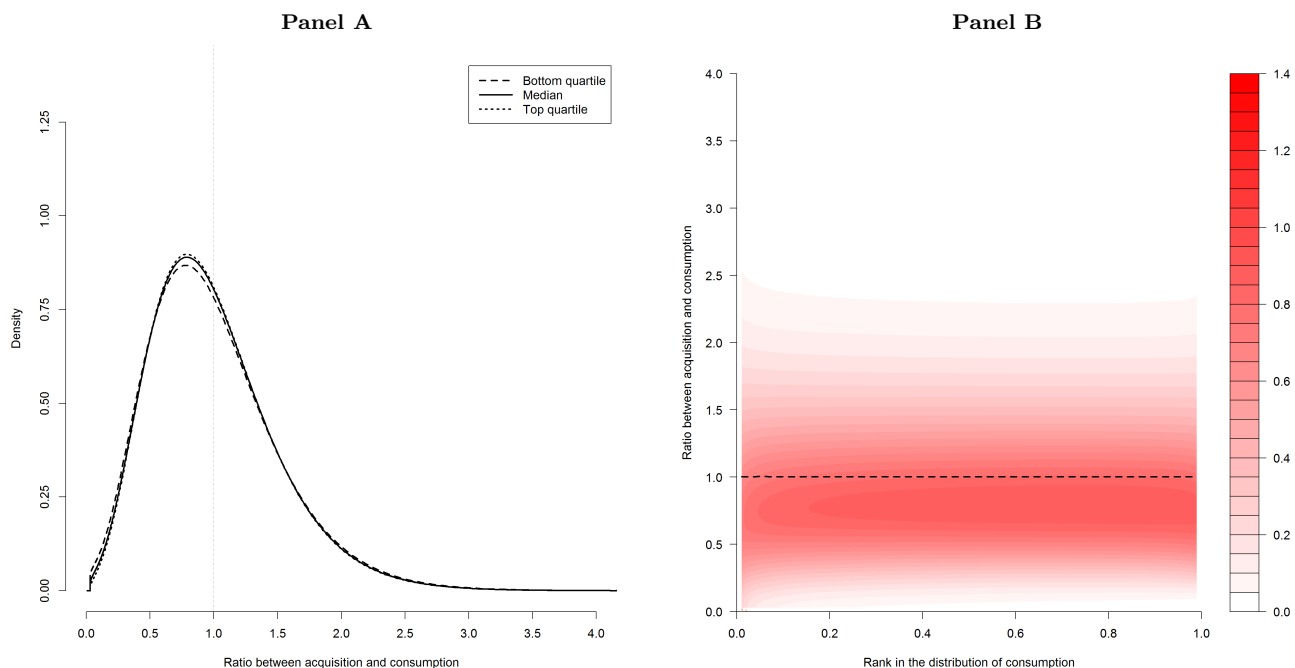 Panel A
Bottom quartile
Median
Top quartile
Density
0.00
0.25
0.50
0.75
1.00
1.25
0.0 0.5 1.0 1.5 2.0 2.5 3.0 3.5 4.0
Ratio between acquisition and consumption
Panel B
Ratio between acquisition and consumption
4.0
3.5
3.0
2.5
2.0
1.5
1.0
0.5
0.0
0.0 0.2 0.4 0.6 0.8 1.0
Rank in the distribution of consumption
1.4
1.2
1.0
0.8
0.6
0.4
0.2
0.0